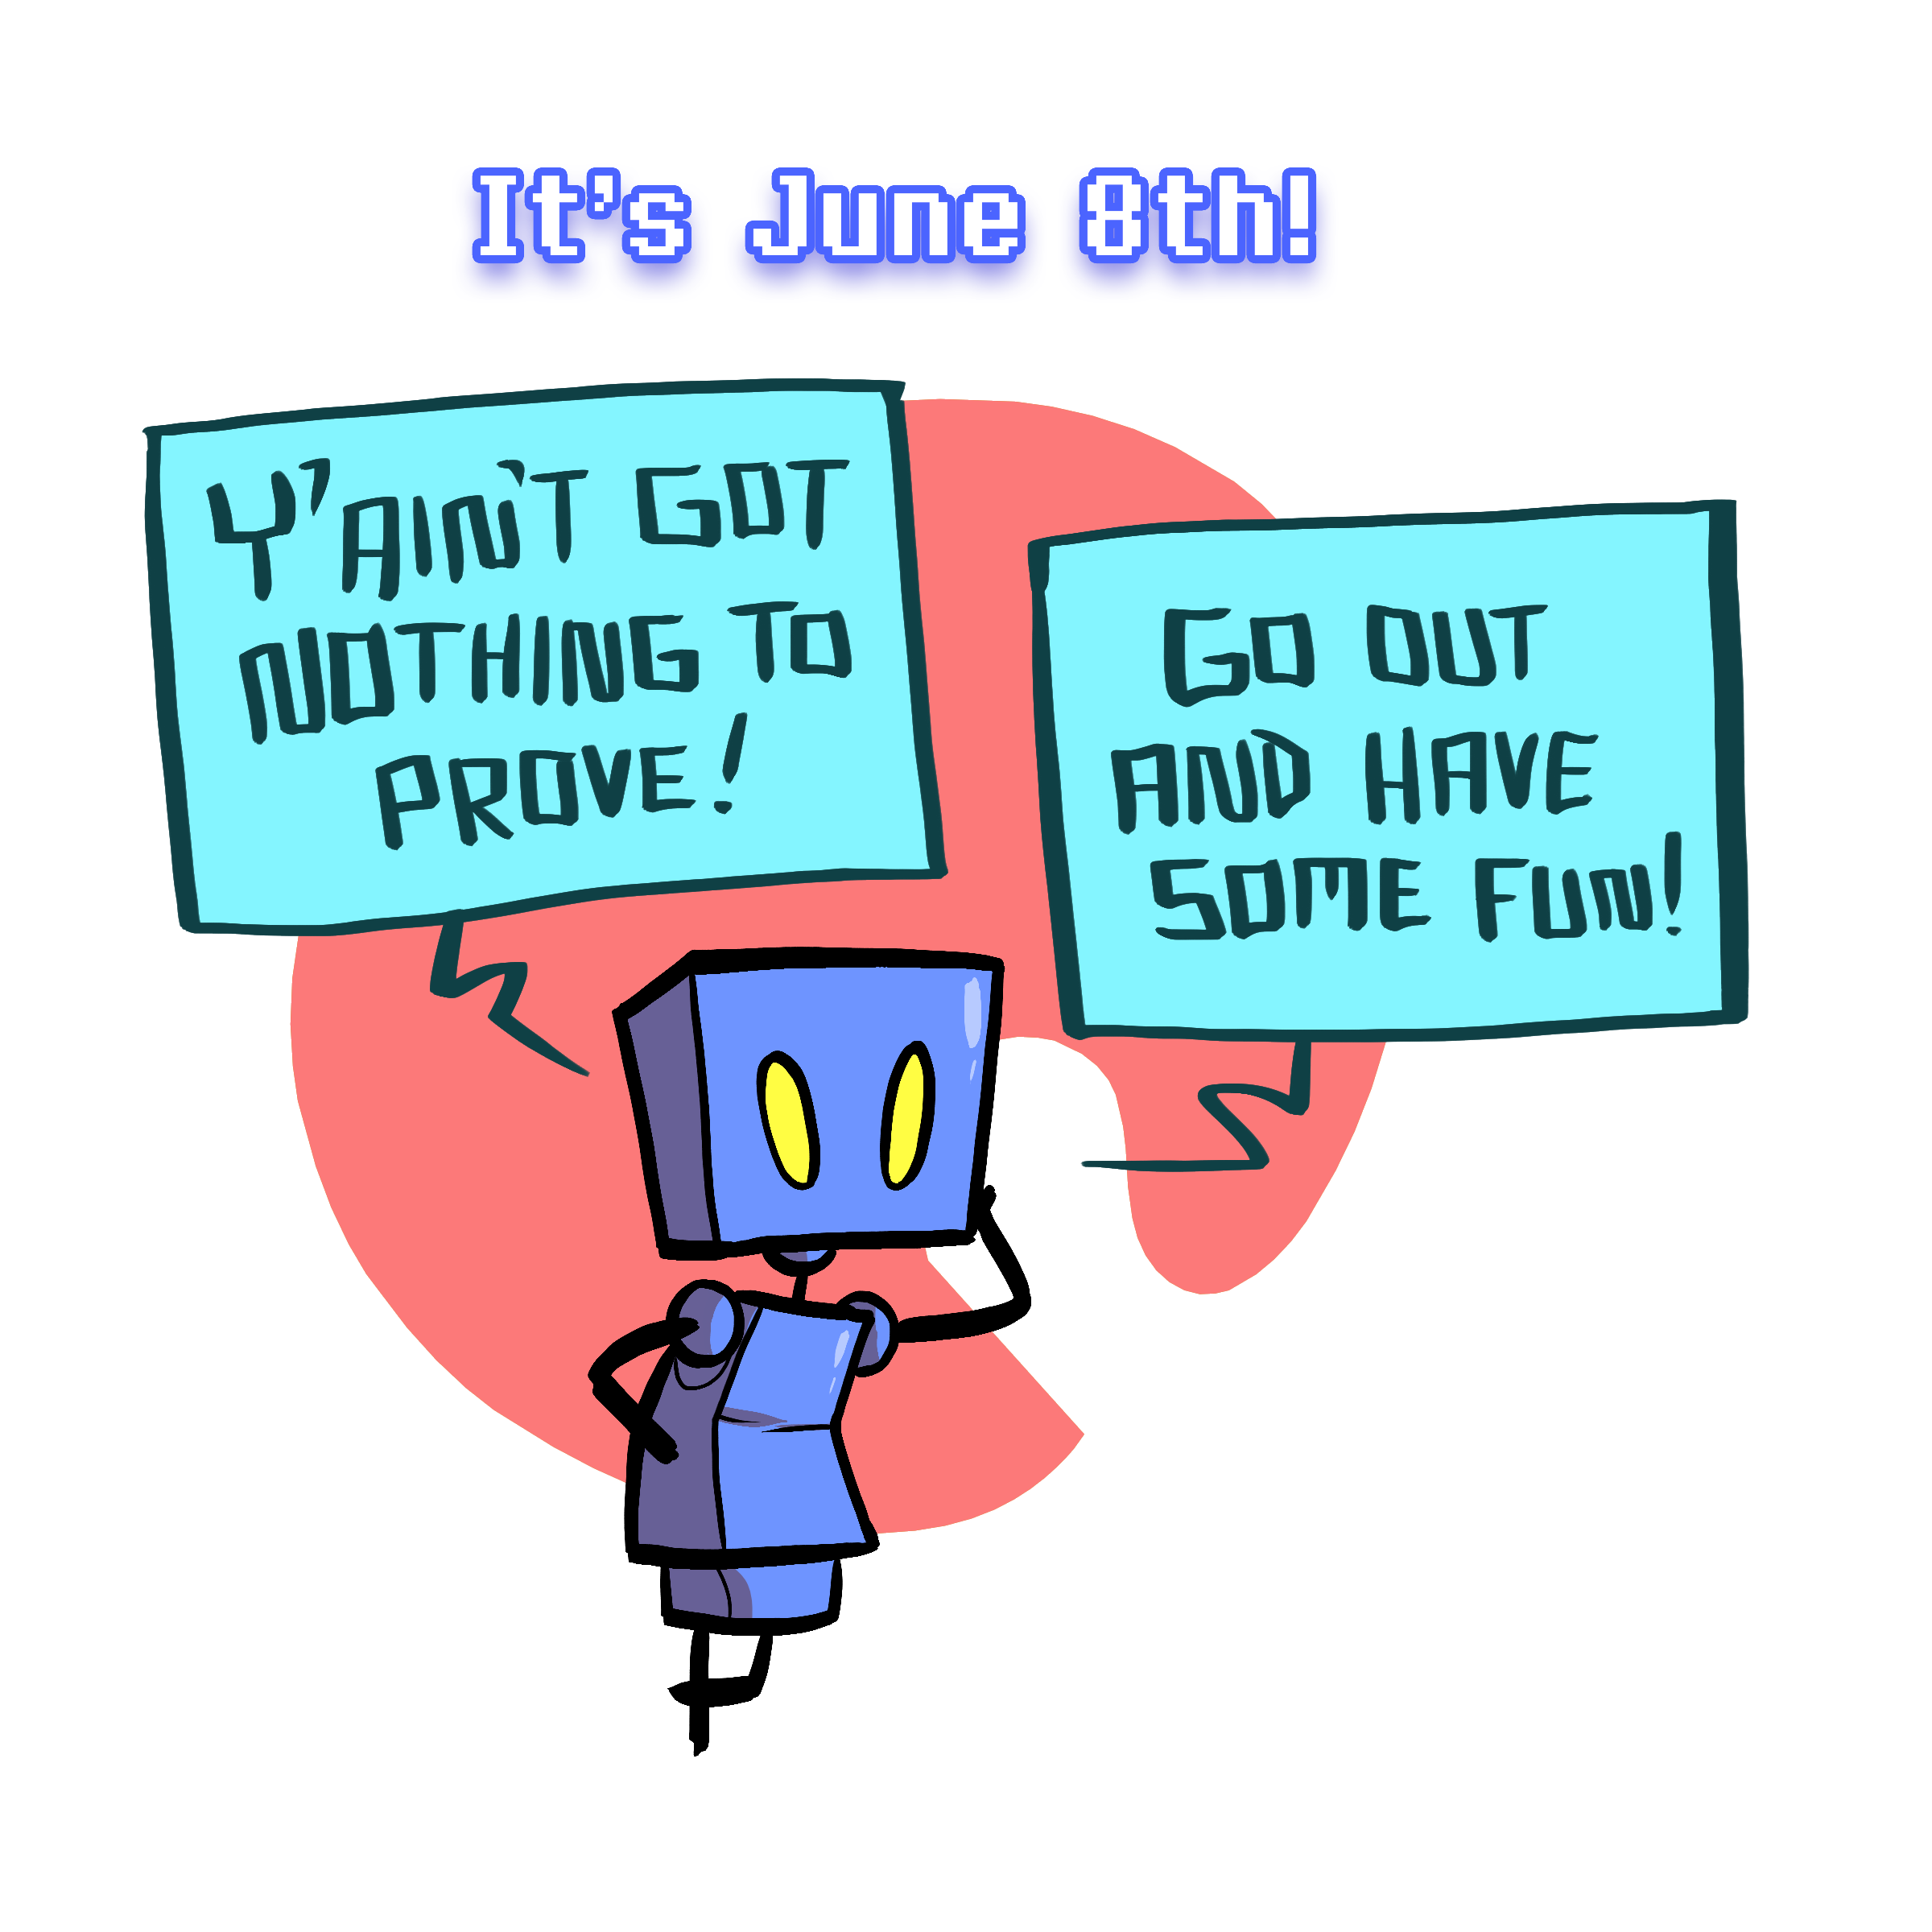 It's June 8th!
Y'AIN'T GOT
NOTHING TO
PROVE!
GO OUT
AND HAVE
SOME FUN!